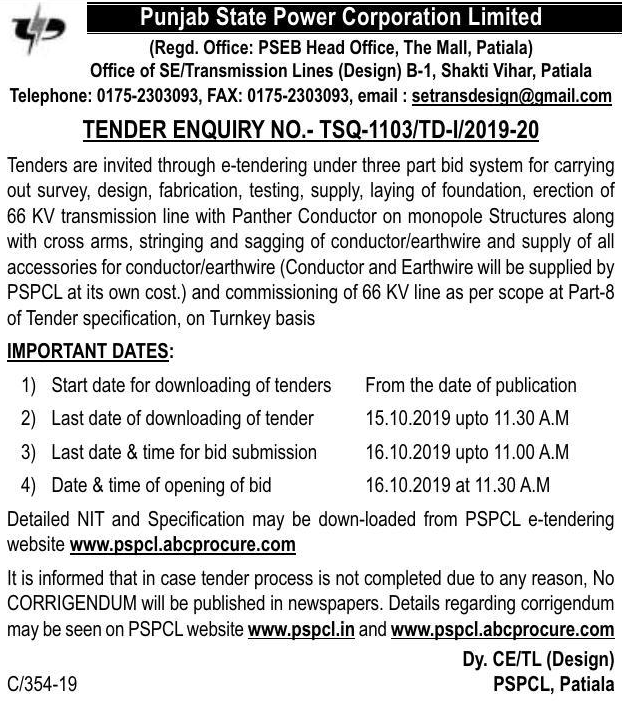 Punjab State Power Corporation Limited
(Regd. Office: PSEB Head Office, The Mall, Patiala)
Office of SE/Transmission Lines (Design) B-1, Shakti Vihar, Patiala
Telephone: 0175-2303093, FAX: 0175-2303093, email : setransdesign@gmail.com
TENDER ENQUIRY NO.- TSQ-1103/TD-I/2019-20
Tenders are invited through e-tendering under three part bid system for carrying
out survey, design, fabrication, testing, supply, laying of foundation, erection of
66 KV transmission line with Panther Conductor on monopole Structures along
with cross arms, stringing and sagging of conductor/earthwire and supply of all
accessories for conductor/earthwire (Conductor and Earthwire will be supplied by
PSPCL at its own cost.) and commissioning of 66 KV line as per scope at Part-8
of Tender specification, on Turnkey basis
IMPORTANT DATES:
1) Start date for downloading of tenders From the date of publication
2) Last date of downloading of tender 15.10.2019 upto 11.30 A.M
3) Last date & time for bid submission 16.10.2019 upto 11.00 A.M
4) Date & time of opening of bid 16.10.2019 at 11.30 A.M
Detailed NIT and Specification may be down-loaded from PSPCL e-tendering
website www.pspcl.abcprocure.com
It is informed that in case tender process is not completed due to any reason, No
CORRIGENDUM will be published in newspapers. Details regarding corrigendum
may be seen on PSPCL website www.pspcl.in and www.pspcl.abcprocure.com
Dy. CE/TL (Design)
C/354-19 PSPCL, Patiala